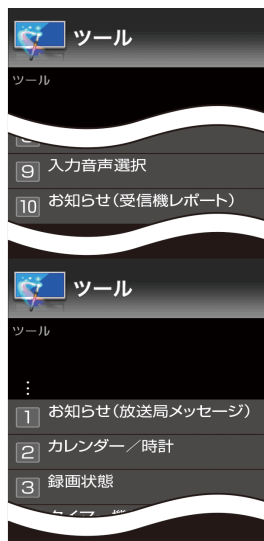 ツール
ツール
9 入力音声選択
10 お知らせ(受信機レポート)
ツール
ツール
⋮
1 お知らせ(放送局メッセージ)
2 カレンダー/時計
3 録画状態